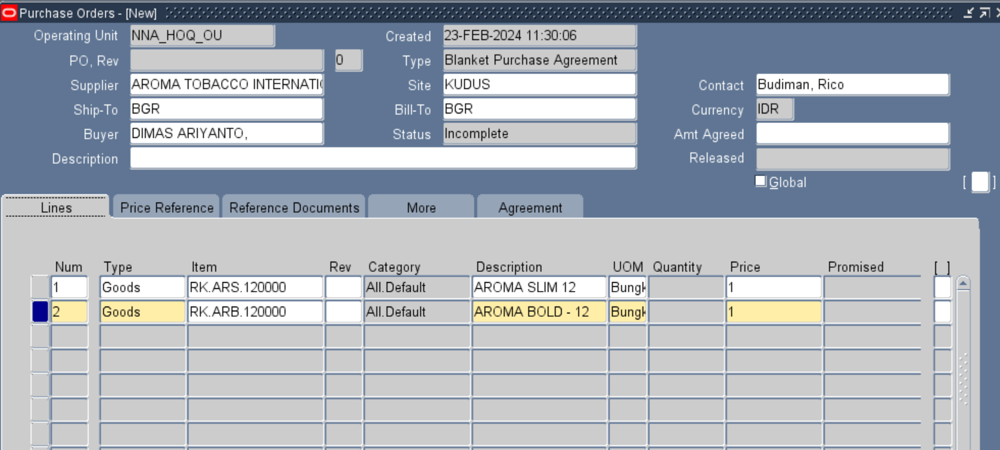 Purchase Orders - [New]
Operating Unit NNA_HOQ_OU Created 23-FEB-2024 11:30:06
PO, Rev 0 Type Blanket Purchase Agreement
Supplier AROMA TOBACCO INTERNATI Site KUDUS Contact Budiman, Rico
Ship-To BGR Bill-To BGR Currency IDR
Buyer DIMAS ARIYANTO, Status Incomplete Amt Agreed
Description Released
Global [ ]
Lines Price Reference Reference Documents More Agreement
Num Type Item Rev Category Description UOM Quantity Price Promised [ ]
1 Goods RK.ARS.120000 All.Default AROMA SLIM 12 Bungk 1
2 Goods RK.ARB.120000 All.Default AROMA BOLD - 12 Bungk 1